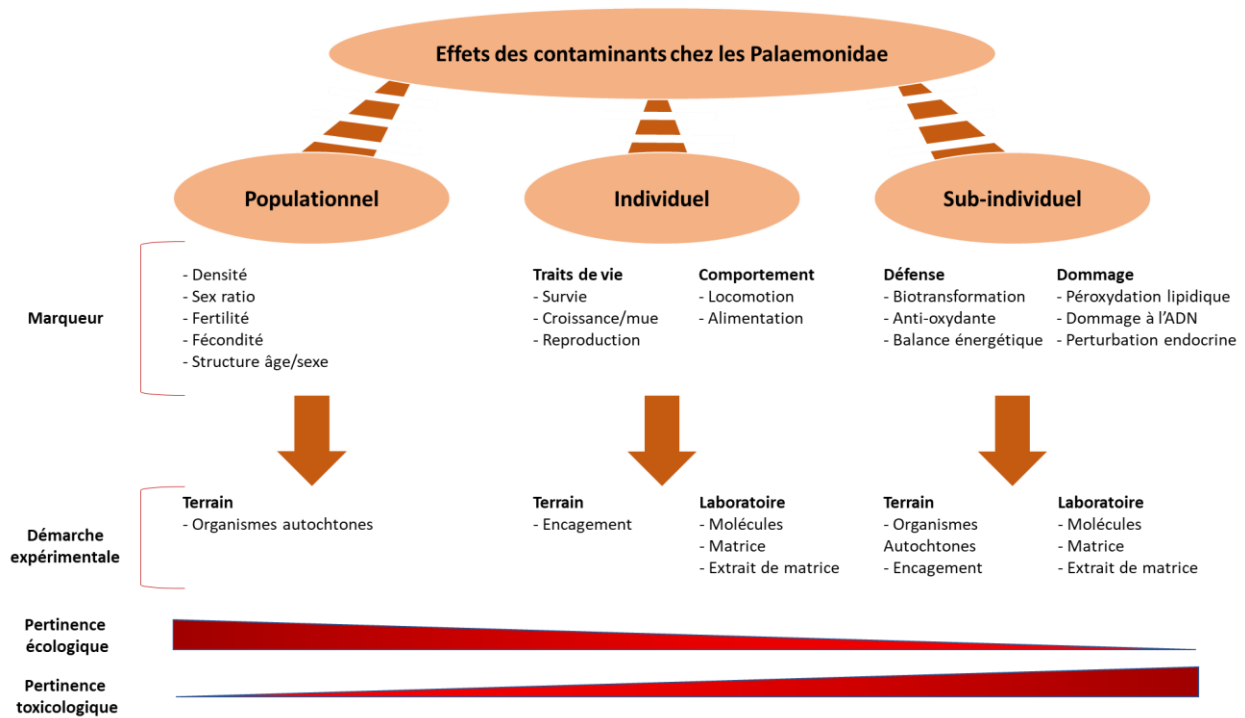 Effets des contaminants chez les Palaemonidae
Populationnel
Individuel
Sub-individuel
Marqueur
- Densité
- Sex ratio
- Fertilité
- Fécondité
- Structure âge/sexe
Traits de vie
- Survie
- Croissance/mue
- Reproduction
Comportement
- Locomotion
- Alimentation
Défense
- Biotransformation
- Anti-oxydante
- Balance énergétique
Dommage
- Péroxydation lipidique
- Dommage à l'ADN
- Perturbation endocrine
Démarche
expérimentale
Terrain
- Organismes autochtones
Terrain
- Encagement
Laboratoire
- Molécules
- Matrice
- Extrait de matrice
Terrain
- Organismes
Autochtones
- Encagement
Laboratoire
- Molécules
- Matrice
- Extrait de matrice
Pertinence
écologique
Pertinence
toxicologique